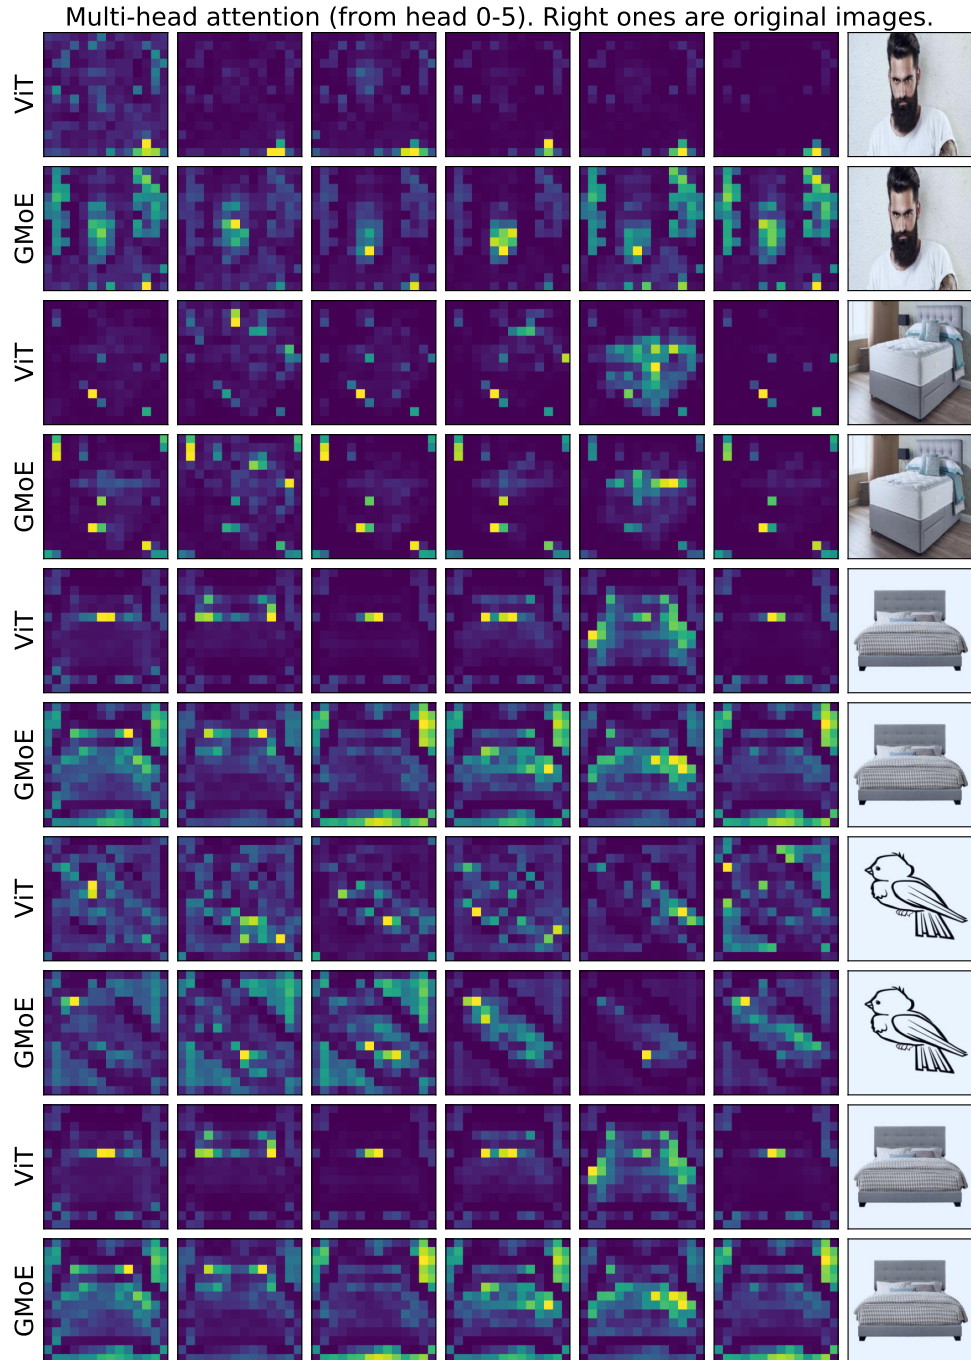 Multi-head attention (from head 0-5). Right ones are original images.
ViT
GMoE
ViT
GMoE
ViT
GMoE
ViT
GMoE
ViT
GMoE